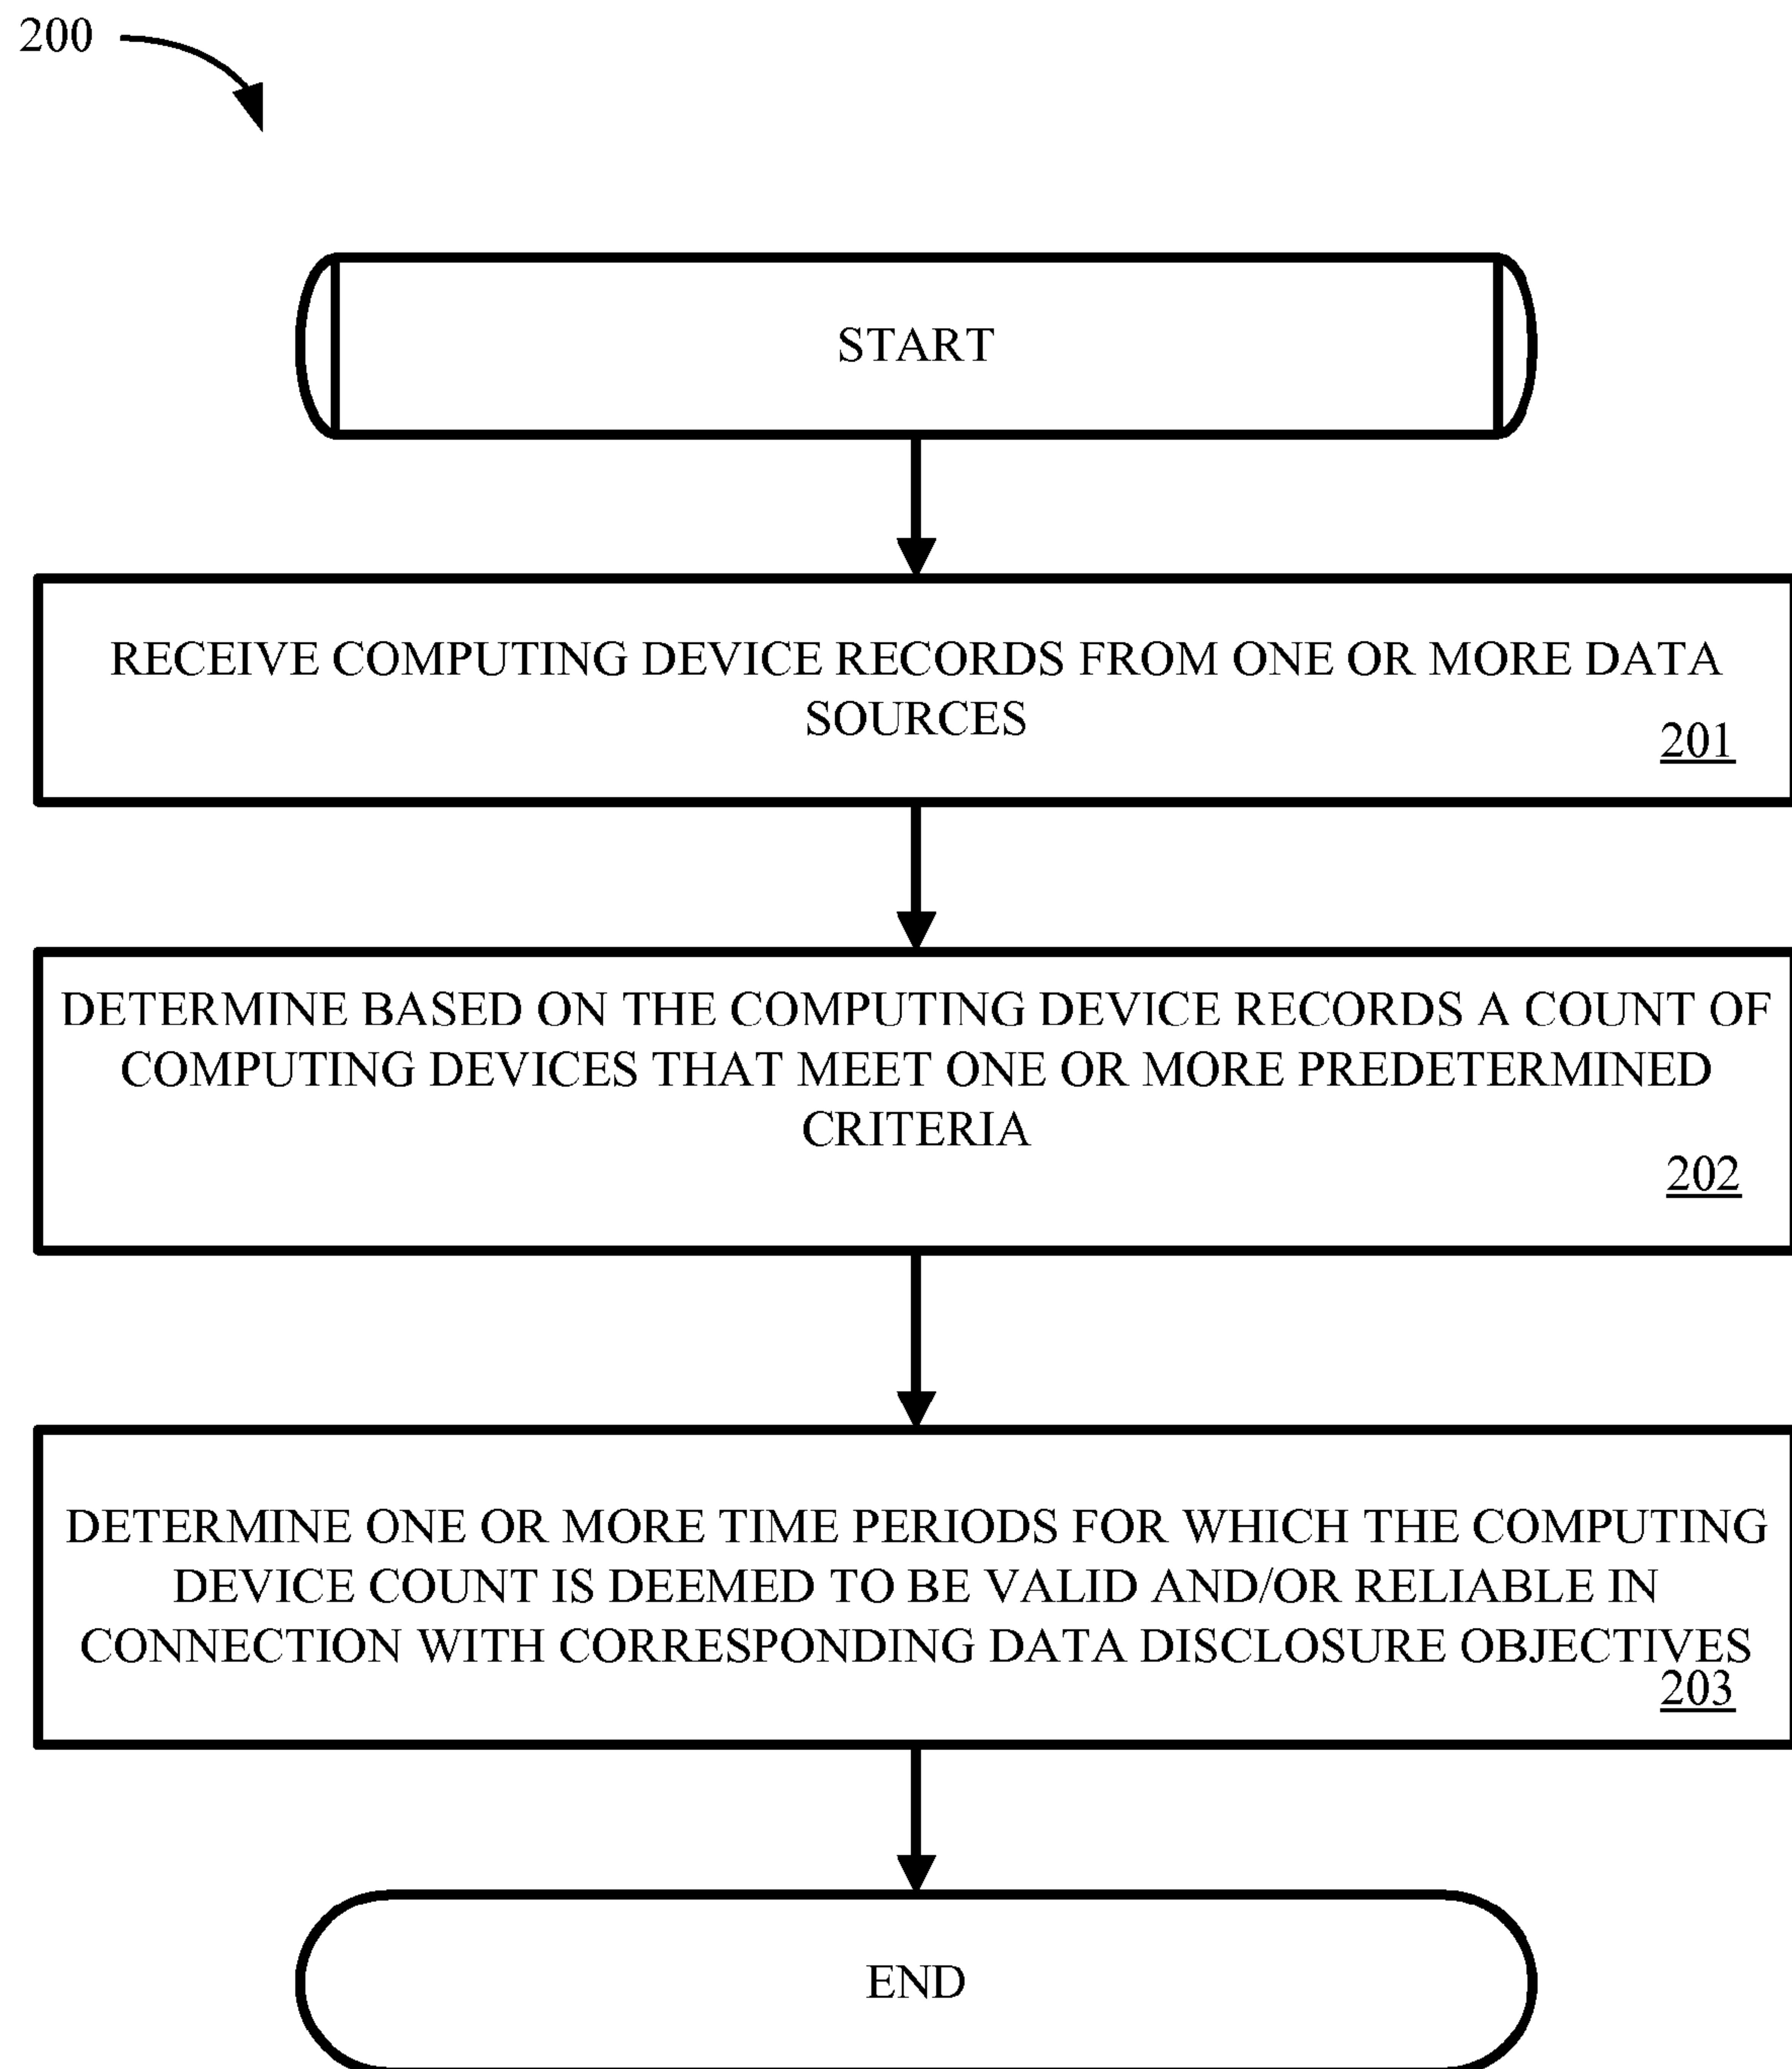 200
START
RECEIVE COMPUTING DEVICE RECORDS FROM ONE OR MORE DATA
SOURCES
201
DETERMINE BASED ON THE COMPUTING DEVICE RECORDS A COUNT OF
COMPUTING DEVICES THAT MEET ONE OR MORE PREDETERMINED
CRITERIA
202
DETERMINE ONE OR MORE TIME PERIODS FOR WHICH THE COMPUTING
DEVICE COUNT IS DEEMED TO BE VALID AND/OR RELIABLE IN
CONNECTION WITH CORRESPONDING DATA DISCLOSURE OBJECTIVES
203
END